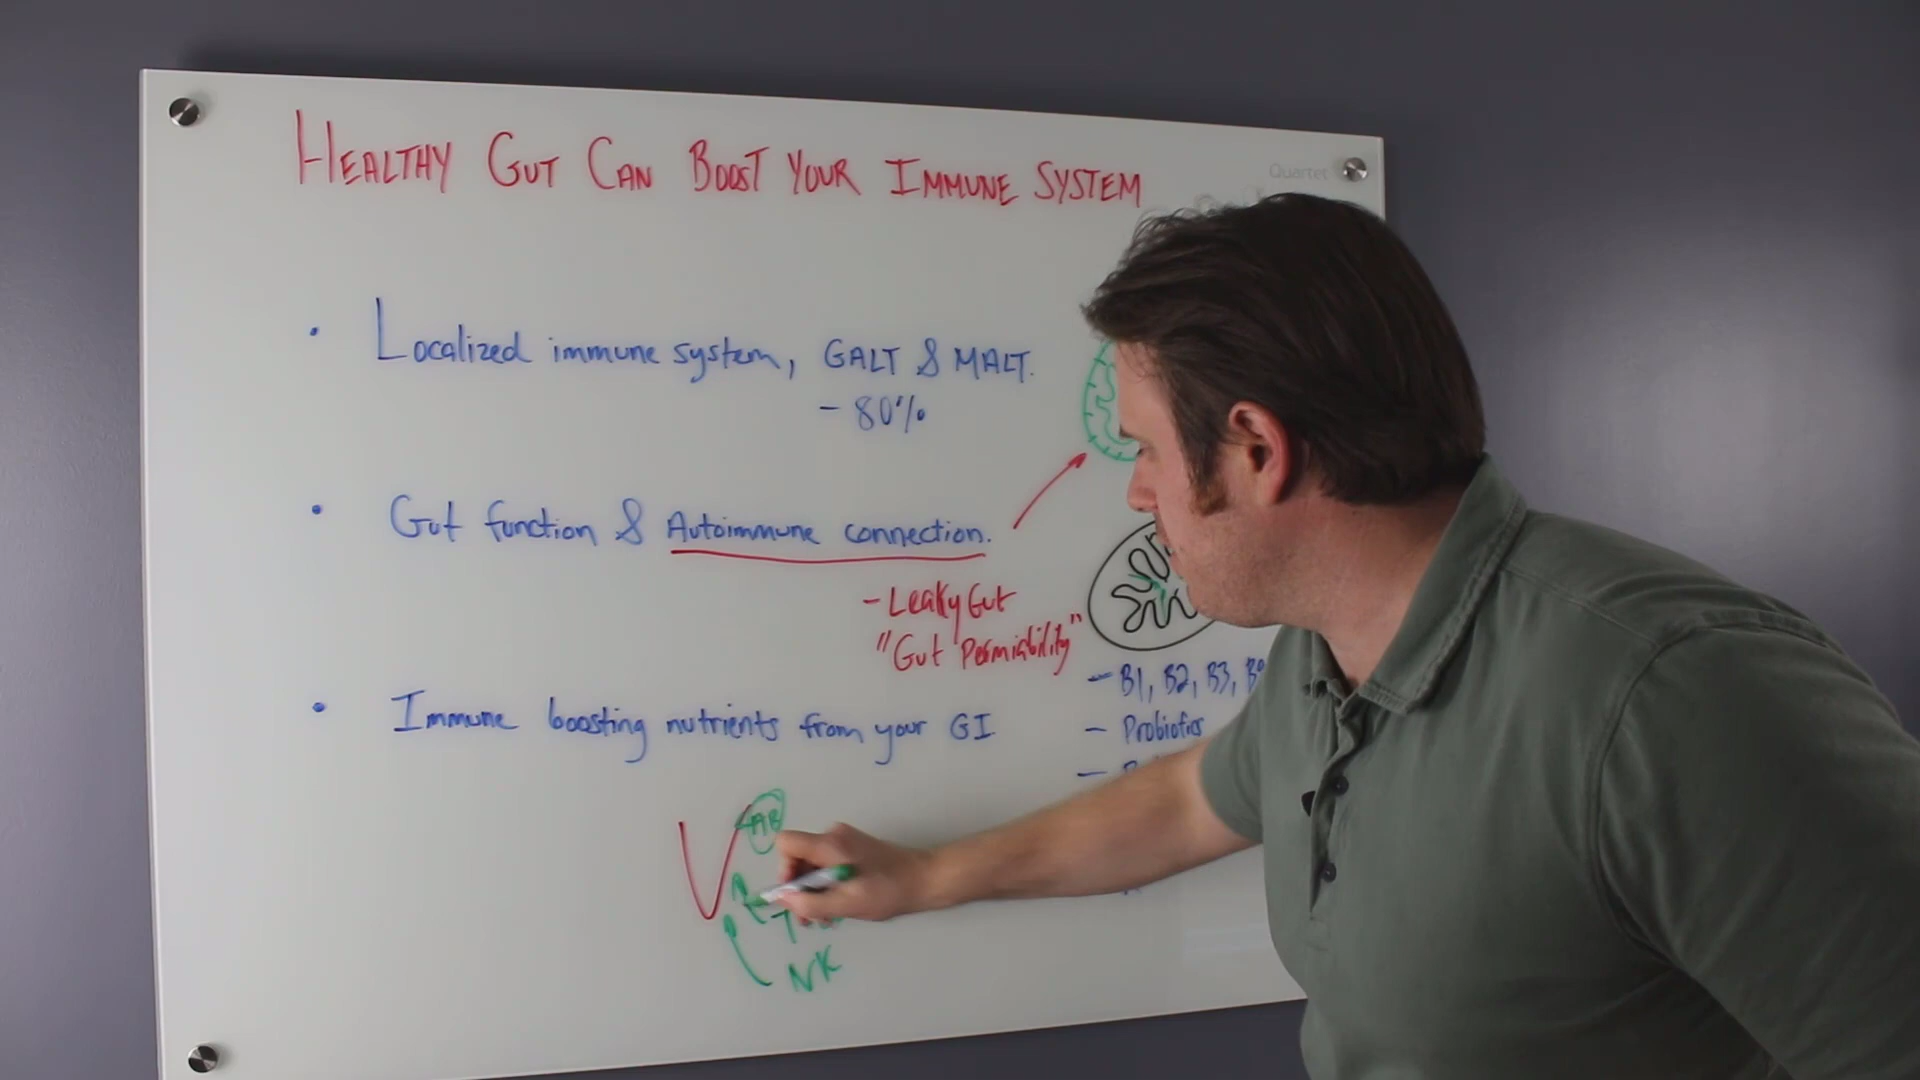 HEALTHY GUT CAN BOOST YOUR IMMUNE SYSTEM
Quartet
• Localized immune system, GALT & MALT.
- 80%
• Gut function & Autoimmune connection.
- Leaky Gut
"Gut Permiability"
• Immune boosting nutrients from your GI
- B1, B2, B3,
- Probiotics
AB
T
NK